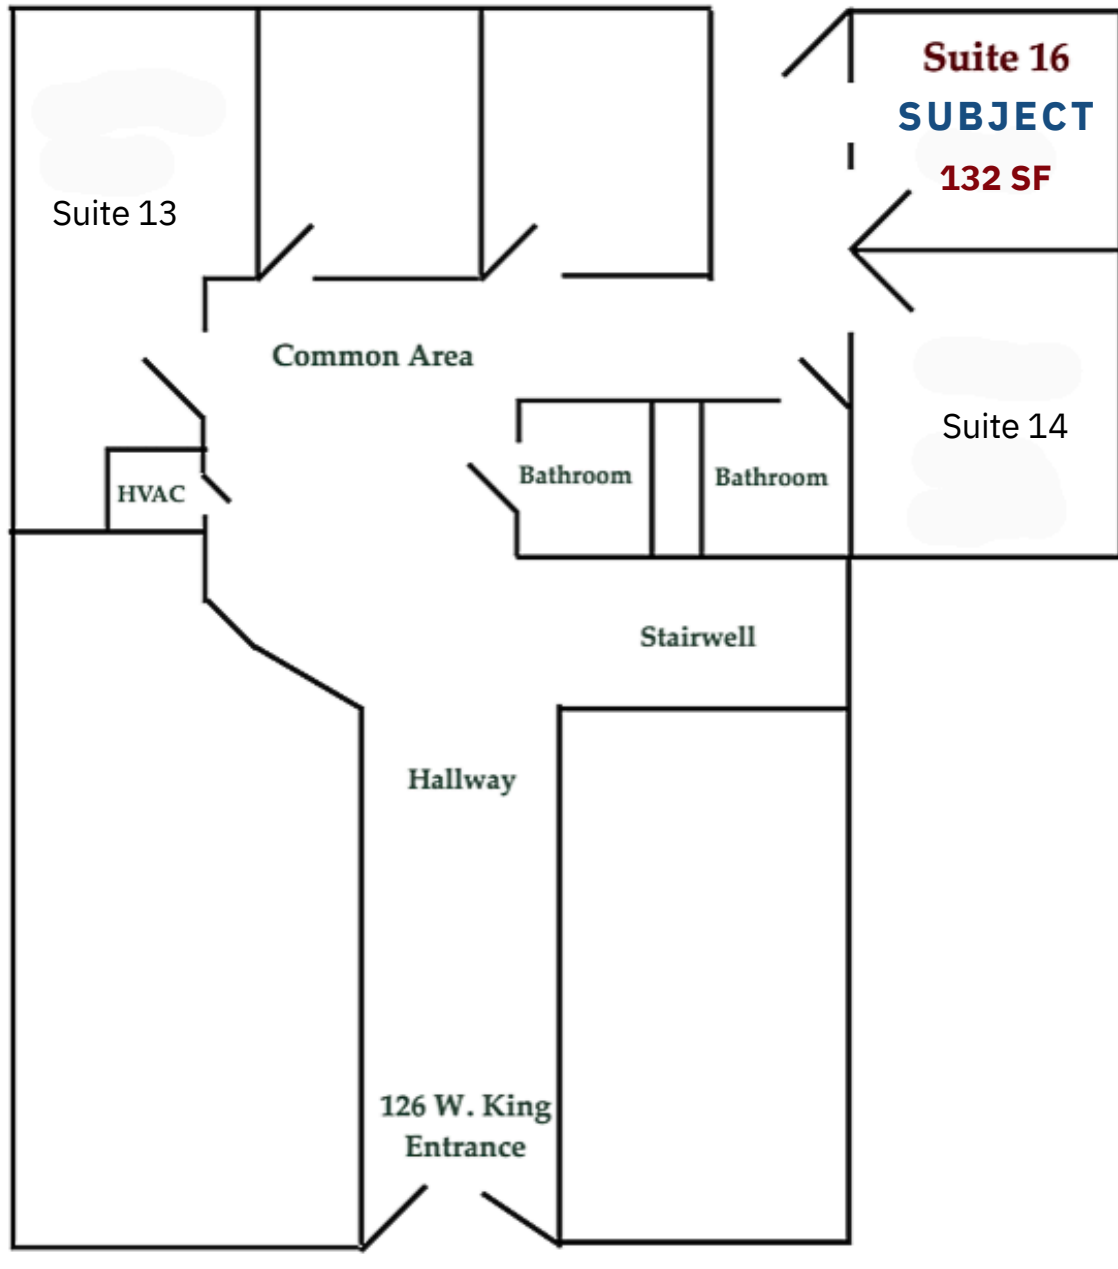 Suite 16
SUBJECT
132 SF
Suite 13
Common Area
Suite 14
HVAC
Bathroom
Bathroom
Stairwell
Hallway
126 W. King
Entrance